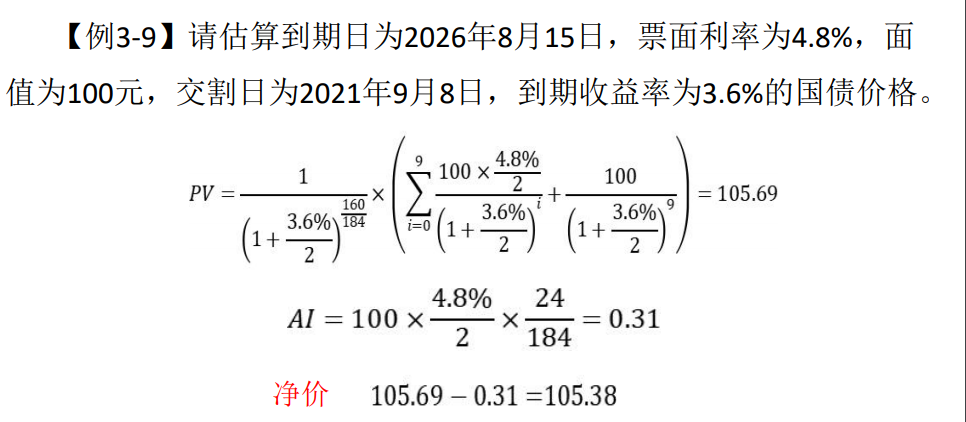 【例3-9】请估算到期日为2026年8月15日，票面利率为4.8%，面
值为100元，交割日为2021年9月8日，到期收益率为3.6%的国债价格。
PV = \frac{1}{\left(1+\frac{3.6\%}{2}\right)^{\frac{160}{184}}} × \left( \sum_{i=0}^{9} \frac{100 × \frac{4.8\%}{2}}{\left(1+\frac{3.6\%}{2}\right)^{i}} + \frac{100}{\left(1+\frac{3.6\%}{2}\right)^{9}} \right) = 105.69
AI = 100 × \frac{4.8\%}{2} × \frac{24}{184} = 0.31
净价 105.69 − 0.31 =105.38